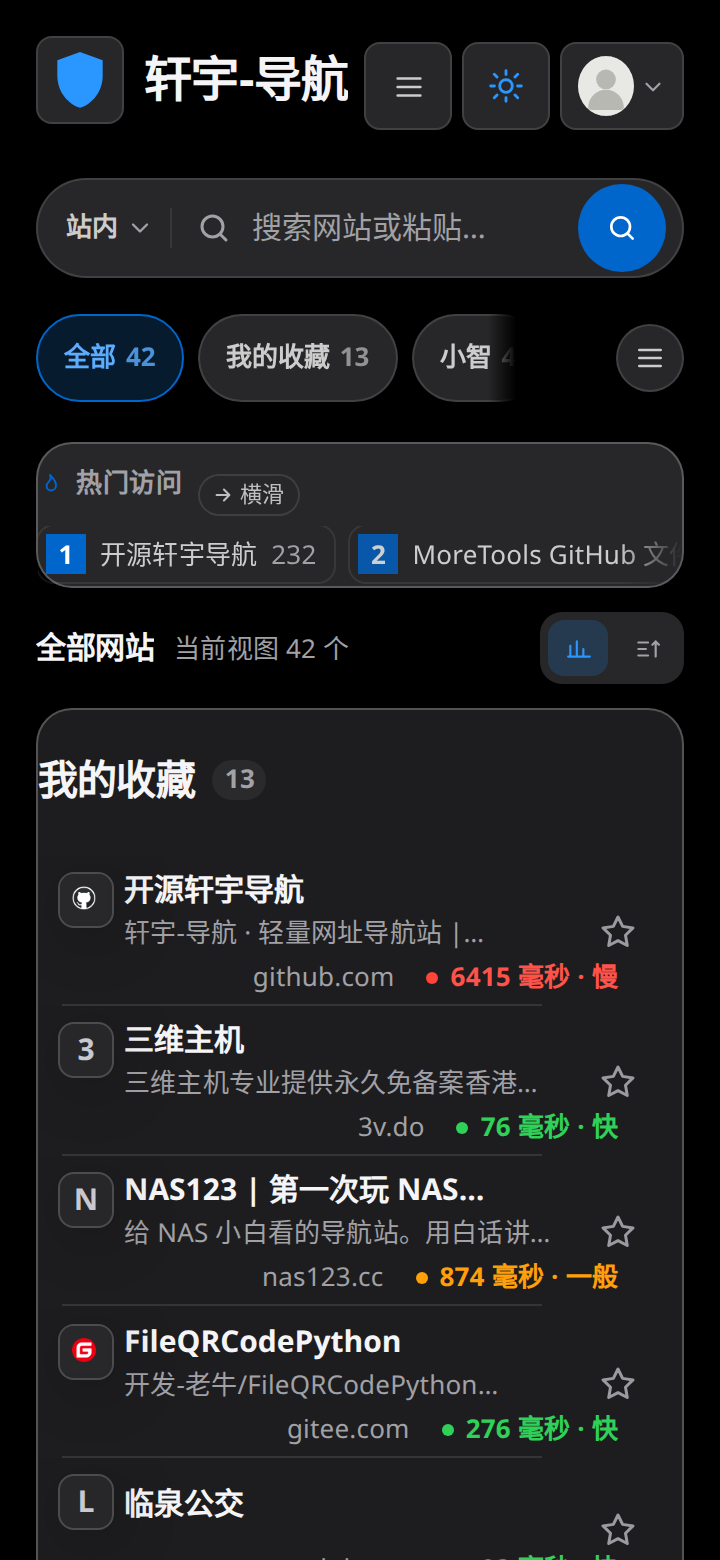 轩宇-导航
站内 搜索网站或粘贴...
全部 42 我的收藏 13 小智
热门访问 → 横滑
1 开源轩宇导航 232 2 MoreTools GitHub 文
全部网站 当前视图 42 个
我的收藏 13
开源轩宇导航
轩宇-导航 · 轻量网址导航站 |...
github.com 6415 毫秒 · 慢
3 三维主机
三维主机专业提供永久免备案香港...
3v.do 76 毫秒 · 快
N NAS123 | 第一次玩 NAS...
给 NAS 小白看的导航站。用白话讲...
nas123.cc 874 毫秒 · 一般
FileQRCodePython
开发-老牛/FileQRCodePython...
gitee.com 276 毫秒 · 快
L 临泉公交